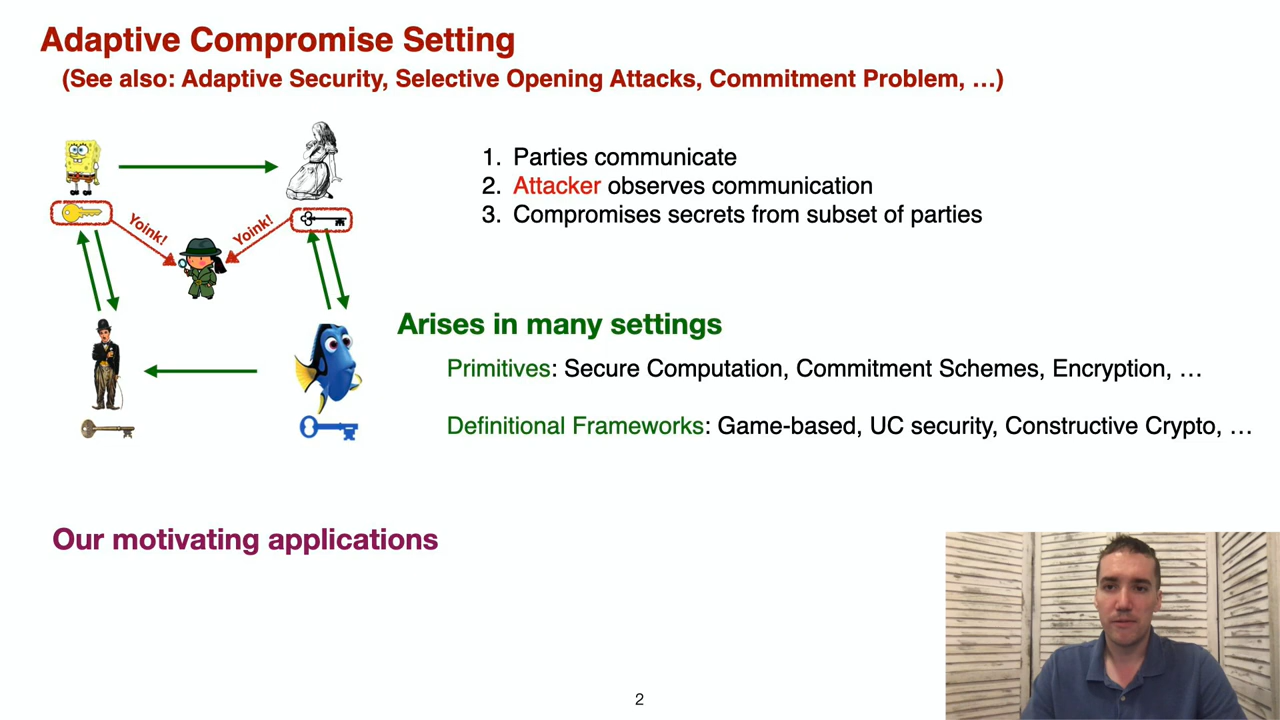 Adaptive Compromise Setting
(See also: Adaptive Security, Selective Opening Attacks, Commitment Problem, …)
1. Parties communicate
2. Attacker observes communication
3. Compromises secrets from subset of parties
Yoink!
Yoink!
Arises in many settings
Primitives: Secure Computation, Commitment Schemes, Encryption, …
Definitional Frameworks: Game-based, UC security, Constructive Crypto, …
Our motivating applications
2